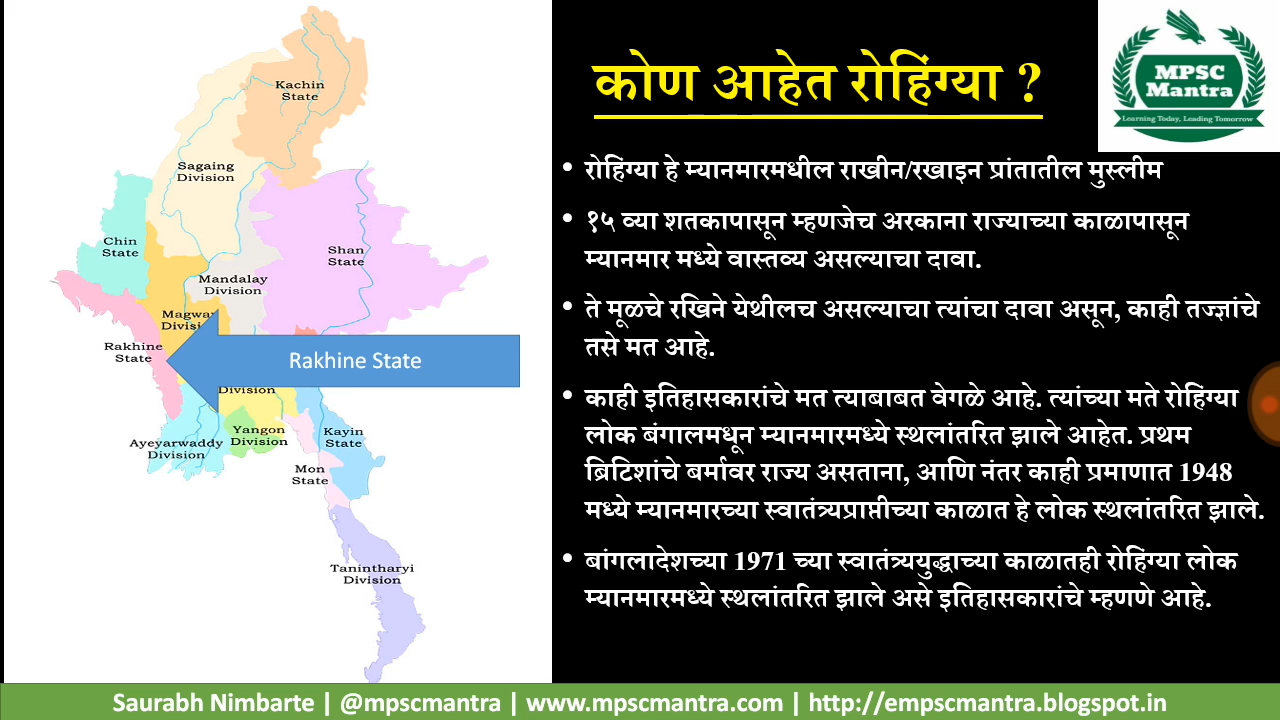 Kachin
State
Sagaing
Division
Chin
State
Shan
State
Mandalay
Division
Magway
Division
Rakhine
State
Rakhine State
Division
Yangon
Division
Ayeyarwaddy
Division
Kayin
State
Mon
State
Tanintharyi
Division
कोण आहेत रोहिंग्या ?
MPSC
Mantra
Learning Today, Leading Tomorrow
• रोहिंग्या हे म्यानमारमधील राखीन/रखाइन प्रांतातील मुस्लीम
• १५ व्या शतकापासून म्हणजेच अरकाना राज्याच्या काळापासून
म्यानमार मध्ये वास्तव्य असल्याचा दावा.
• ते मूळचे रखिने येथीलच असल्याचा त्यांचा दावा असून, काही तज्ज्ञांचे
तसे मत आहे.
• काही इतिहासकारांचे मत त्याबाबत वेगळे आहे. त्यांच्या मते रोहिंग्या
लोक बंगालमधून म्यानमारमध्ये स्थलांतरित झाले आहेत. प्रथम
ब्रिटिशांचे बर्मावर राज्य असताना, आणि नंतर काही प्रमाणात 1948
मध्ये म्यानमारच्या स्वातंत्र्यप्राप्तीच्या काळात हे लोक स्थलांतरित झाले.
• बांगलादेशच्या 1971 च्या स्वातंत्र्ययुद्धाच्या काळातही रोहिंग्या लोक
म्यानमारमध्ये स्थलांतरित झाले असे इतिहासकारांचे म्हणणे आहे.
Saurabh Nimbarte | @mpscmantra | www.mpscmantra.com | http://empscmantra.blogspot.in